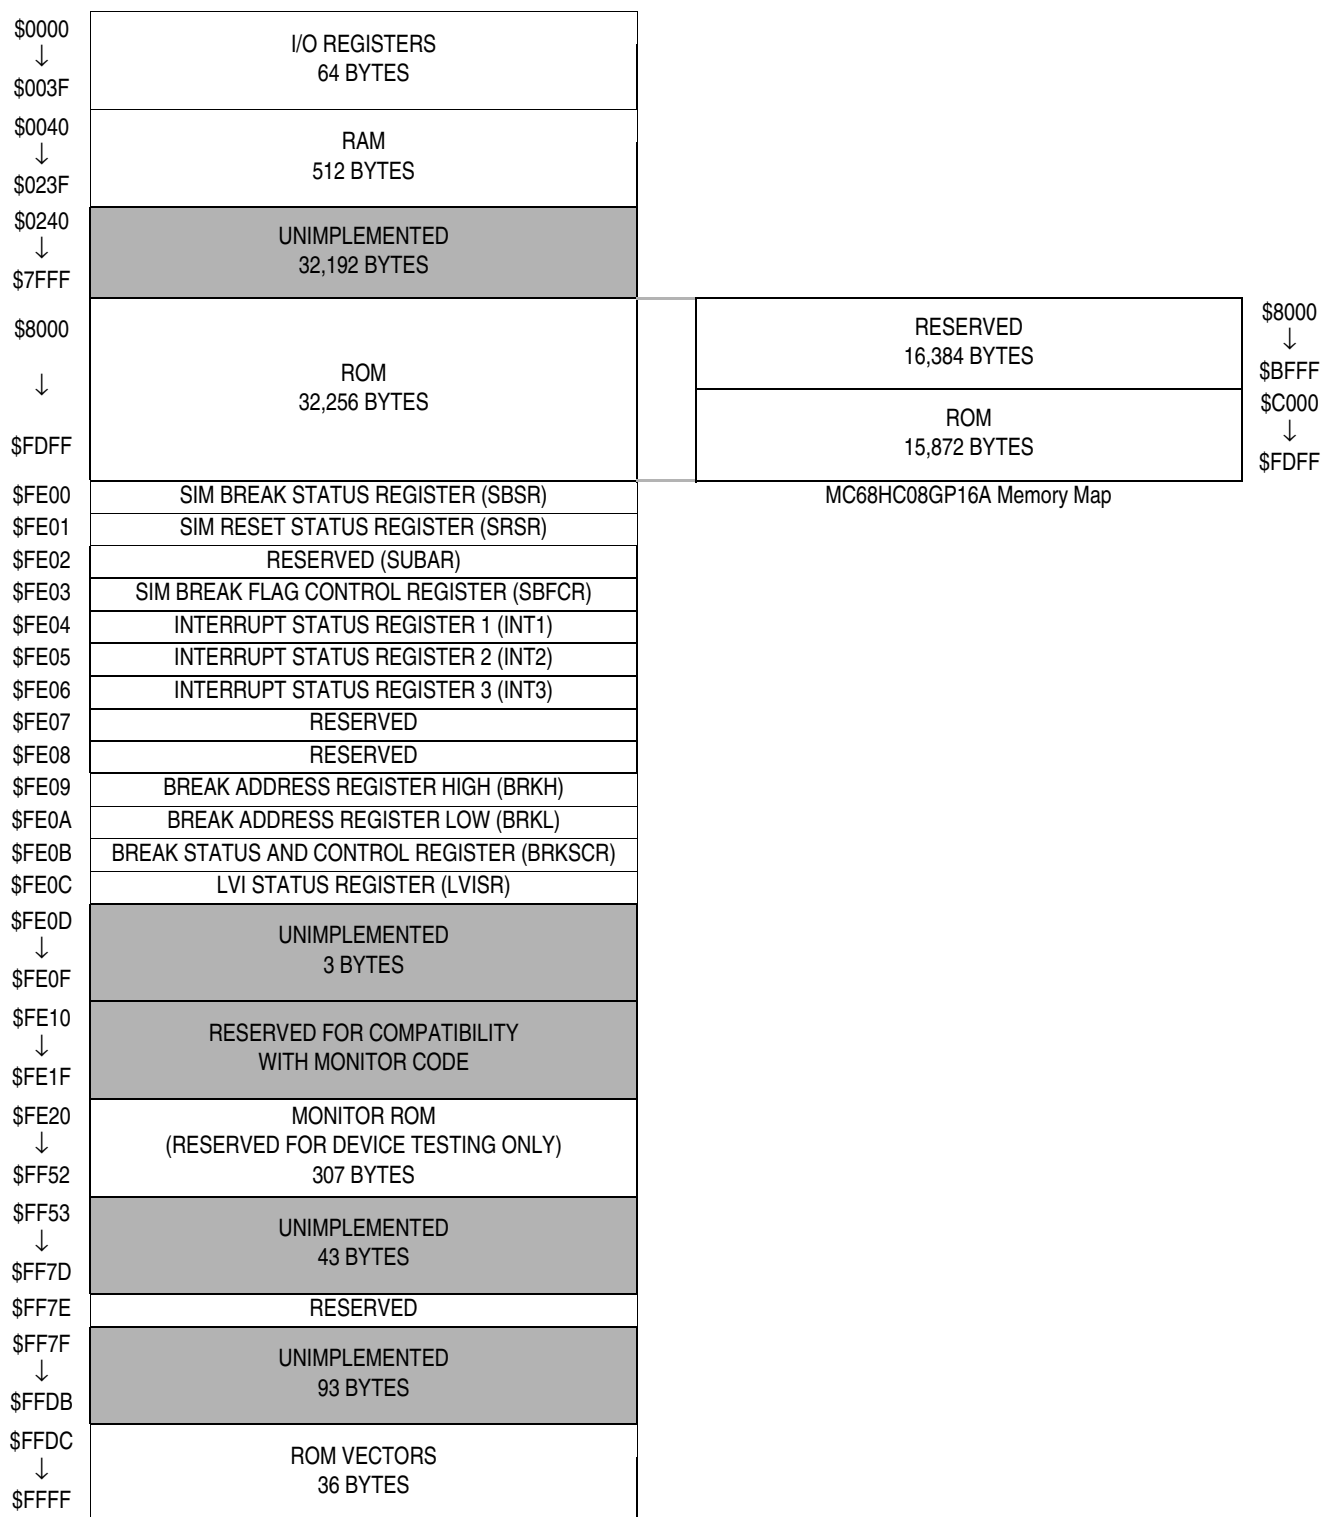 $0000
↓
$003F
I/O REGISTERS
64 BYTES
$0040
↓
$023F
RAM
512 BYTES
$0240
↓
$7FFF
UNIMPLEMENTED
32,192 BYTES
$8000
↓
$FDFF
ROM
32,256 BYTES
RESERVED
16,384 BYTES
$8000
↓
$BFFF
ROM
15,872 BYTES
$C000
↓
$FDFF
MC68HC08GP16A Memory Map
$FE00 SIM BREAK STATUS REGISTER (SBSR)
$FE01 SIM RESET STATUS REGISTER (SRSR)
$FE02 RESERVED (SUBAR)
$FE03 SIM BREAK FLAG CONTROL REGISTER (SBFCR)
$FE04 INTERRUPT STATUS REGISTER 1 (INT1)
$FE05 INTERRUPT STATUS REGISTER 2 (INT2)
$FE06 INTERRUPT STATUS REGISTER 3 (INT3)
$FE07 RESERVED
$FE08 RESERVED
$FE09 BREAK ADDRESS REGISTER HIGH (BRKH)
$FE0A BREAK ADDRESS REGISTER LOW (BRKL)
$FE0B BREAK STATUS AND CONTROL REGISTER (BRKSCR)
$FE0C LVI STATUS REGISTER (LVISR)
$FE0D
↓
$FE0F
UNIMPLEMENTED
3 BYTES
$FE10
↓
$FE1F
RESERVED FOR COMPATIBILITY
WITH MONITOR CODE
$FE20
↓
$FF52
MONITOR ROM
(RESERVED FOR DEVICE TESTING ONLY)
307 BYTES
$FF53
↓
$FF7D
UNIMPLEMENTED
43 BYTES
$FF7E RESERVED
$FF7F
↓
$FFDB
UNIMPLEMENTED
93 BYTES
$FFDC
↓
$FFFF
ROM VECTORS
36 BYTES